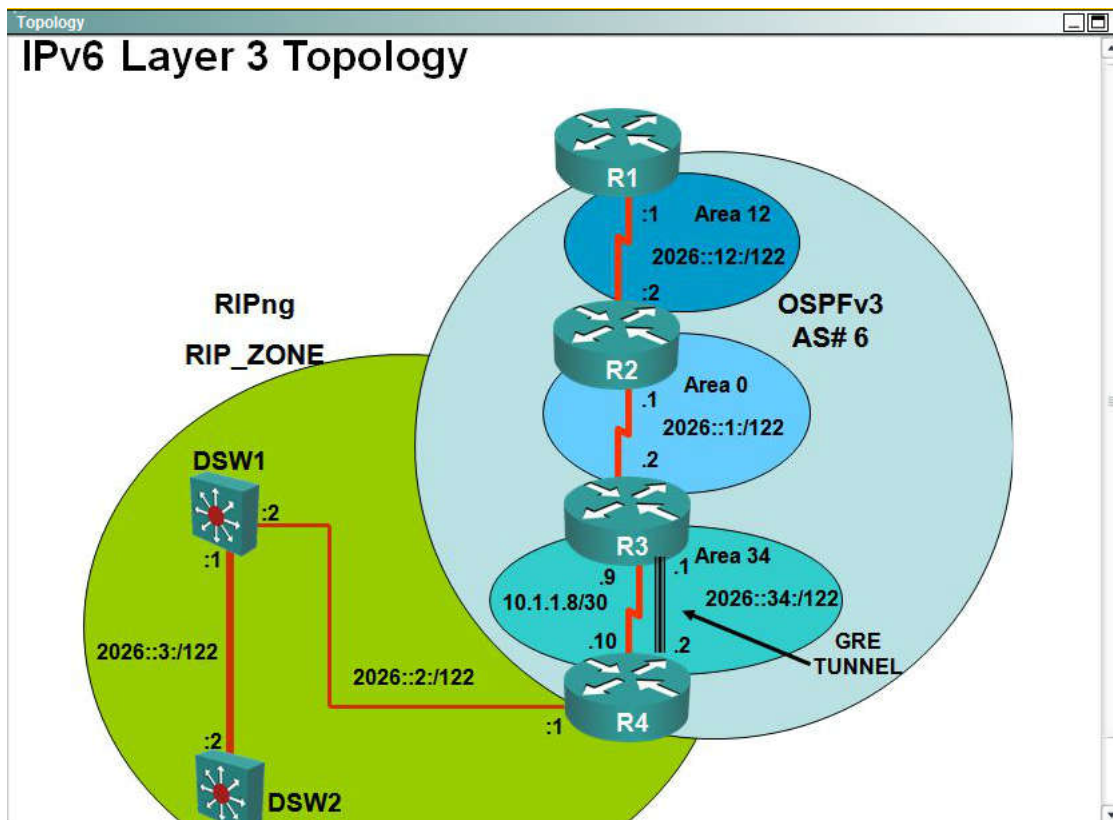 Topology
IPv6 Layer 3 Topology
R1
:1
Area 12
2026::12:/122
:2
RIPng
RIP_ZONE
OSPFv3
AS# 6
R2
.1
Area 0
2026::1:/122
.2
DSW1
:2
:1
R3
Area 34
.9
.1
10.1.1.8/30
2026::34:/122
.10
.2
GRE
TUNNEL
2026::3:/122
2026::2:/122
:1
R4
:2
DSW2